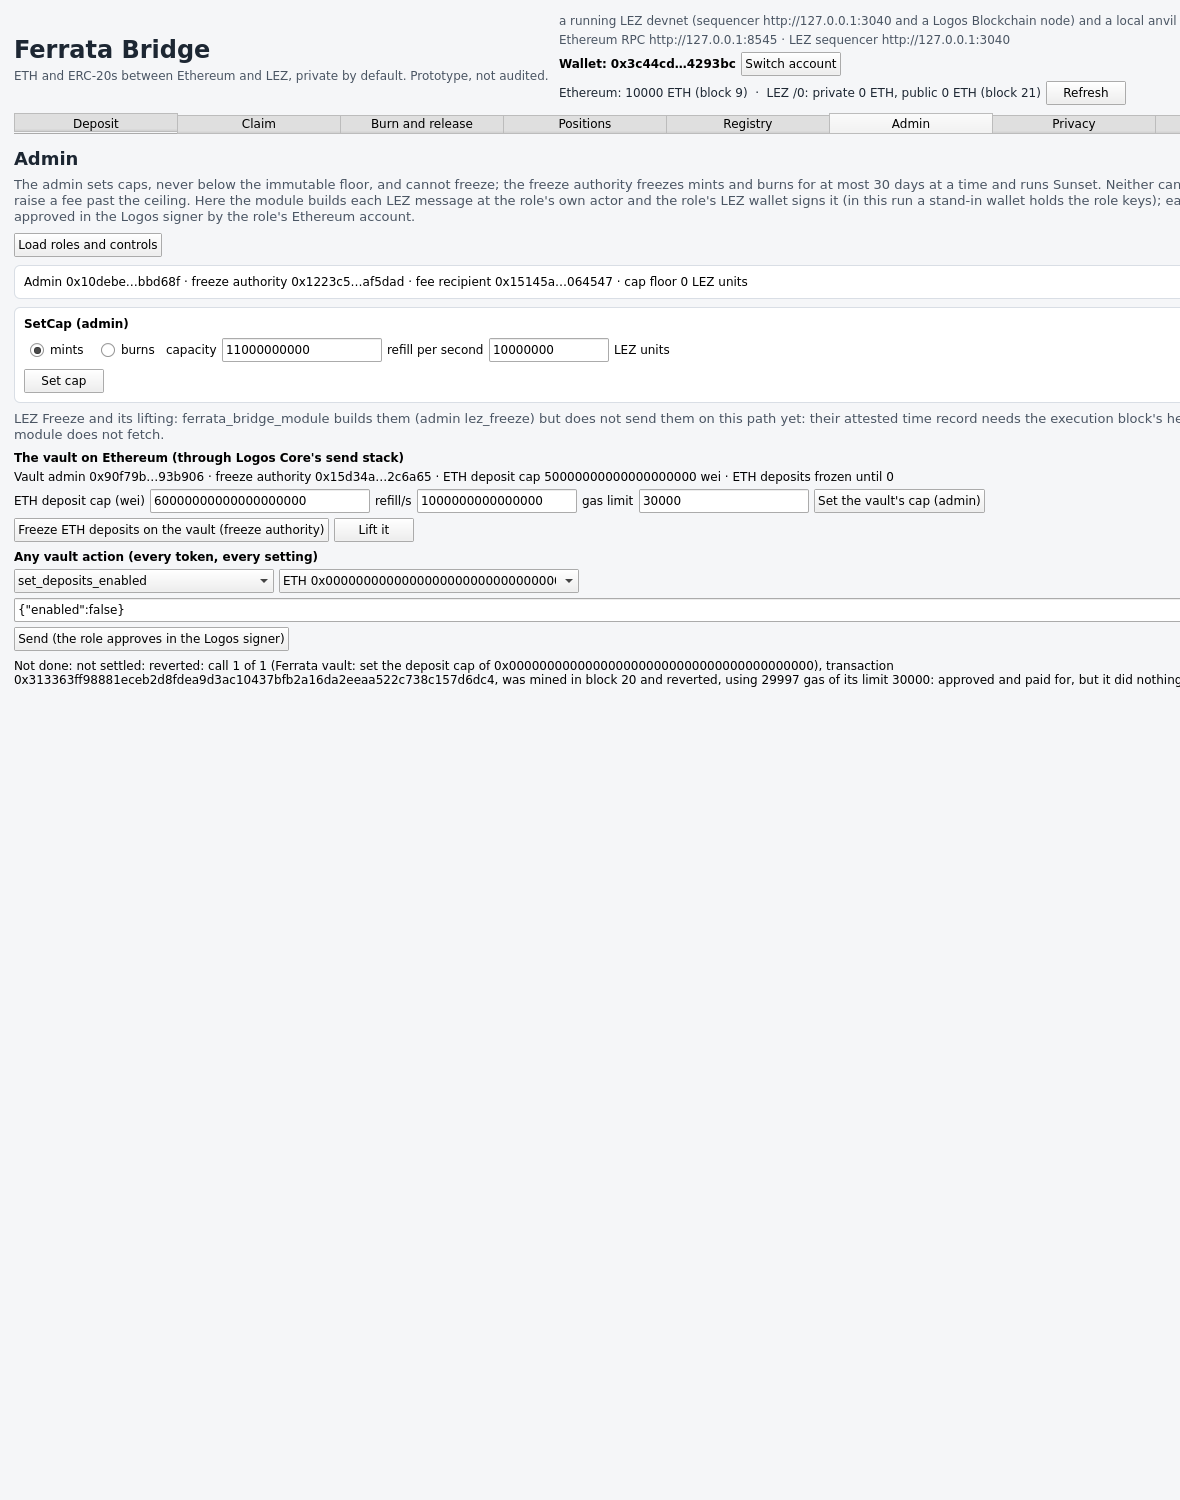 a running LEZ devnet (sequencer http://127.0.0.1:3040 and a Logos Blockchain node) and a local anvil
Ferrata Bridge
Ethereum RPC http://127.0.0.1:8545 · LEZ sequencer http://127.0.0.1:3040
ETH and ERC-20s between Ethereum and LEZ, private by default. Prototype, not audited.
Wallet: 0x3c44cd…4293bc Switch account
Ethereum: 10000 ETH (block 9) · LEZ /0: private 0 ETH, public 0 ETH (block 21) Refresh
Deposit Claim Burn and release Positions Registry Admin Privacy
Admin
The admin sets caps, never below the immutable floor, and cannot freeze; the freeze authority freezes mints and burns for at most 30 days at a time and runs Sunset. Neither can
raise a fee past the ceiling. Here the module builds each LEZ message at the role's own actor and the role's LEZ wallet signs it (in this run a stand-in wallet holds the role keys); ea
approved in the Logos signer by the role's Ethereum account.
Load roles and controls
Admin 0x10debe…bbd68f · freeze authority 0x1223c5…af5dad · fee recipient 0x15145a…064547 · cap floor 0 LEZ units
SetCap (admin)
mints burns capacity 11000000000 refill per second 10000000 LEZ units
Set cap
LEZ Freeze and its lifting: ferrata_bridge_module builds them (admin lez_freeze) but does not send them on this path yet: their attested time record needs the execution block's he
module does not fetch.
The vault on Ethereum (through Logos Core's send stack)
Vault admin 0x90f79b…93b906 · freeze authority 0x15d34a…2c6a65 · ETH deposit cap 50000000000000000000 wei · ETH deposits frozen until 0
ETH deposit cap (wei) 60000000000000000000 refill/s 1000000000000000 gas limit 30000 Set the vault's cap (admin)
Freeze ETH deposits on the vault (freeze authority) Lift it
Any vault action (every token, every setting)
set_deposits_enabled ETH 0x00000000000000000000000000000000
{"enabled":false}
Send (the role approves in the Logos signer)
Not done: not settled: reverted: call 1 of 1 (Ferrata vault: set the deposit cap of 0x0000000000000000000000000000000000000000), transaction
0x313363ff98881eceb2d8fdea9d3ac10437bfb2a16da2eeaa522c738c157d6dc4, was mined in block 20 and reverted, using 29997 gas of its limit 30000: approved and paid for, but it did nothing